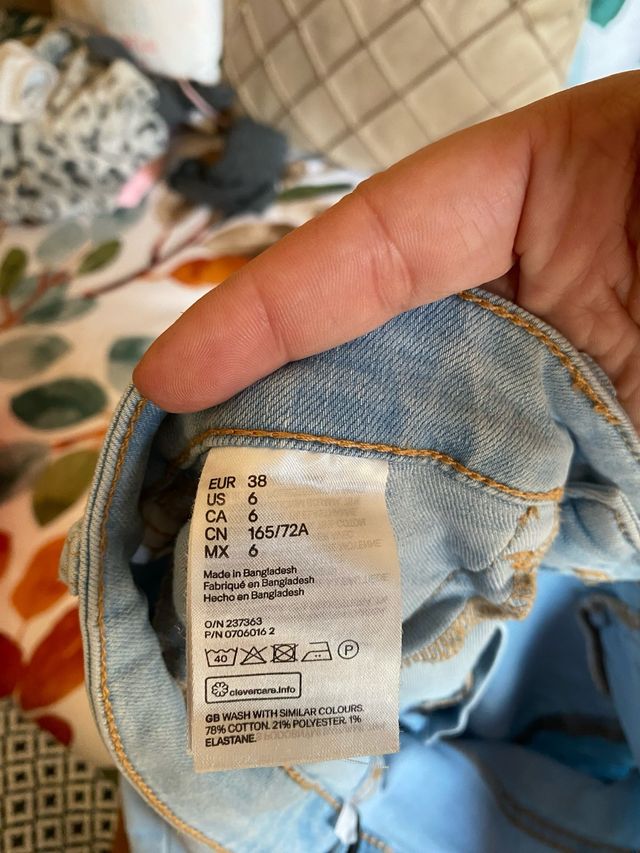 EUR 38
US 6
CA 6
CN 165/72A
MX 6
Made in Bangladesh
Fabriqué en Bangladesh
Hecho en Bangladesh
O/N 237363
P/N 0706016 2
40 P
clevercare.info
GB WASH WITH SIMILAR COLOURS.
78% COTTON. 21% POLYESTER. 1%
ELASTANE.